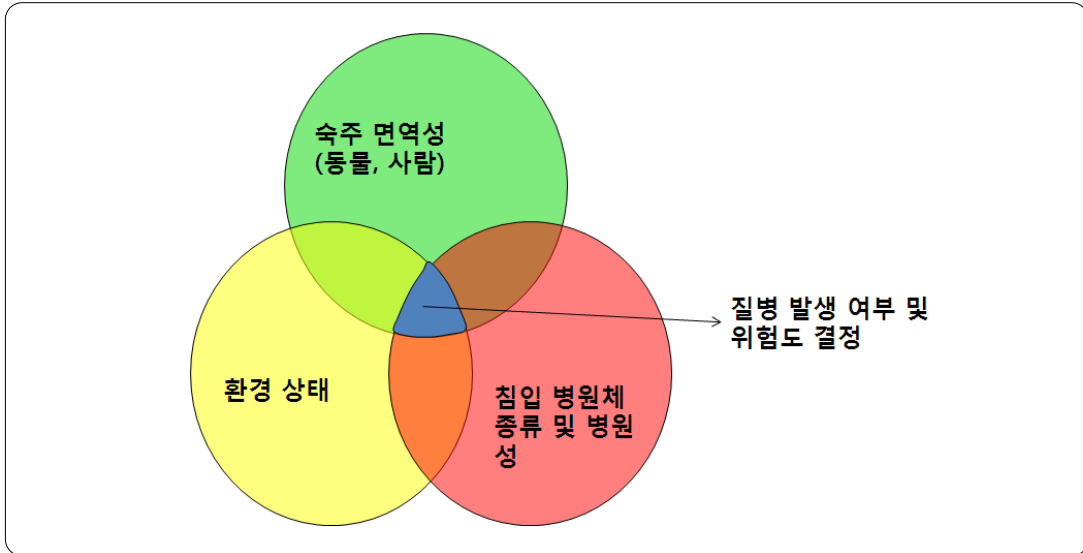 숙주 면역성
(동물, 사람)
환경 상태
침입 병원체
종류 및 병원
성
질병 발생 여부 및
위험도 결정